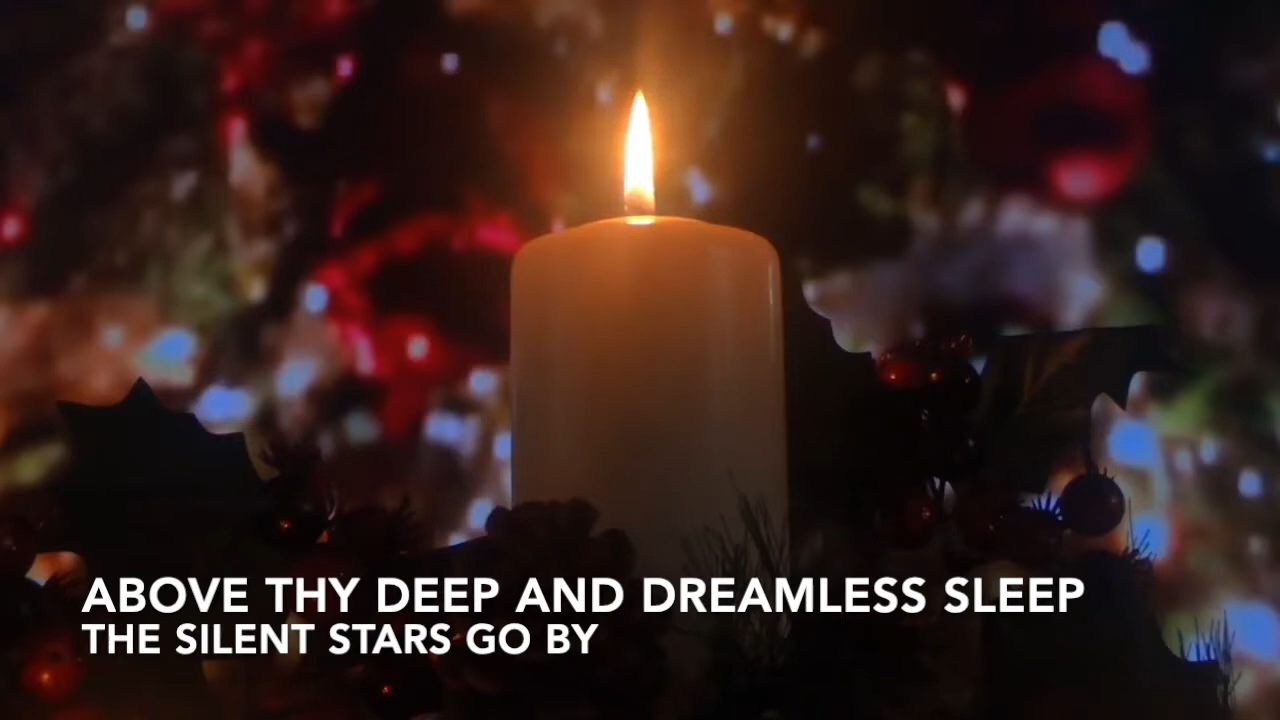 ABOVE THY DEEP AND DREAMLESS SLEEP
THE SILENT STARS GO BY